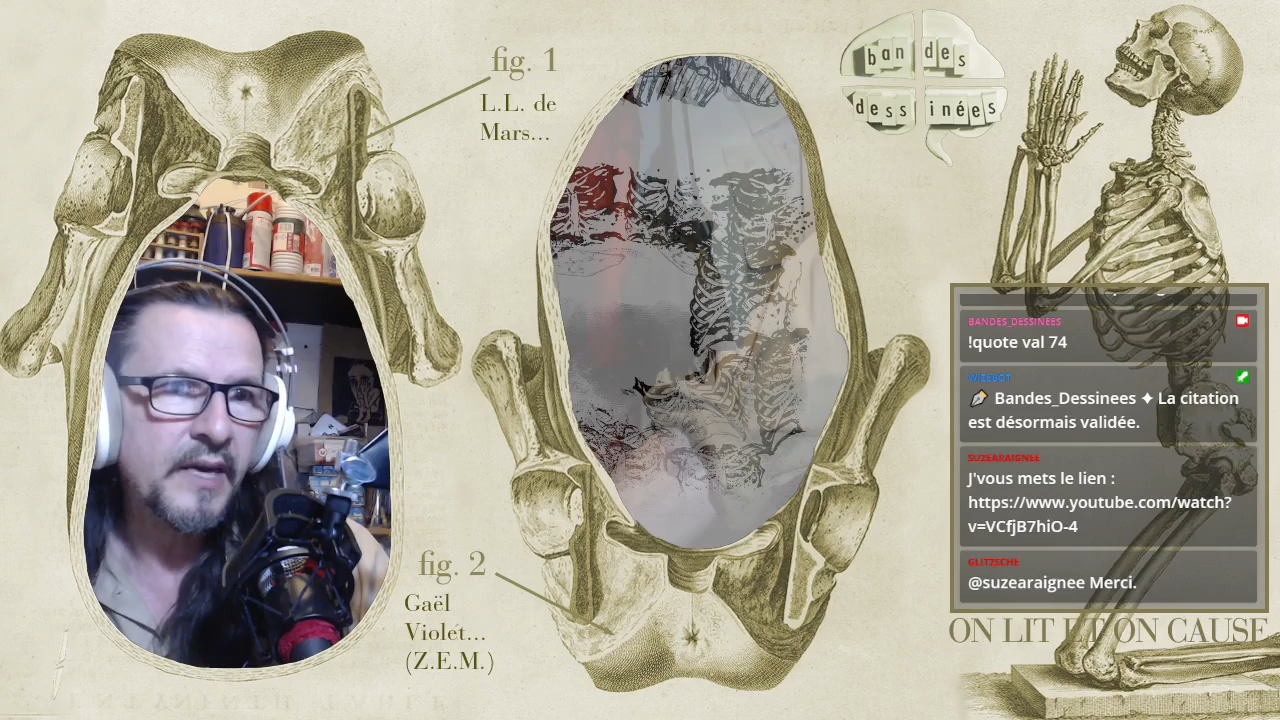 fig. 1
L.L. de
Mars...
ban des
dess inées
BANDES_DESSINEES
!quote val 74
WIZEBOT
Bandes_Dessinees ✦ La citation
est désormais validée.
SUZEARAIGNEE
J'vous mets le lien :
https://www.youtube.com/watch?
v=VCfjB7hiO-4
GLITZSCHE
@suzearaignee Merci.
fig. 2
Gaël
Violet...
(Z.E.M.)
ON LIT ET ON CAUSE